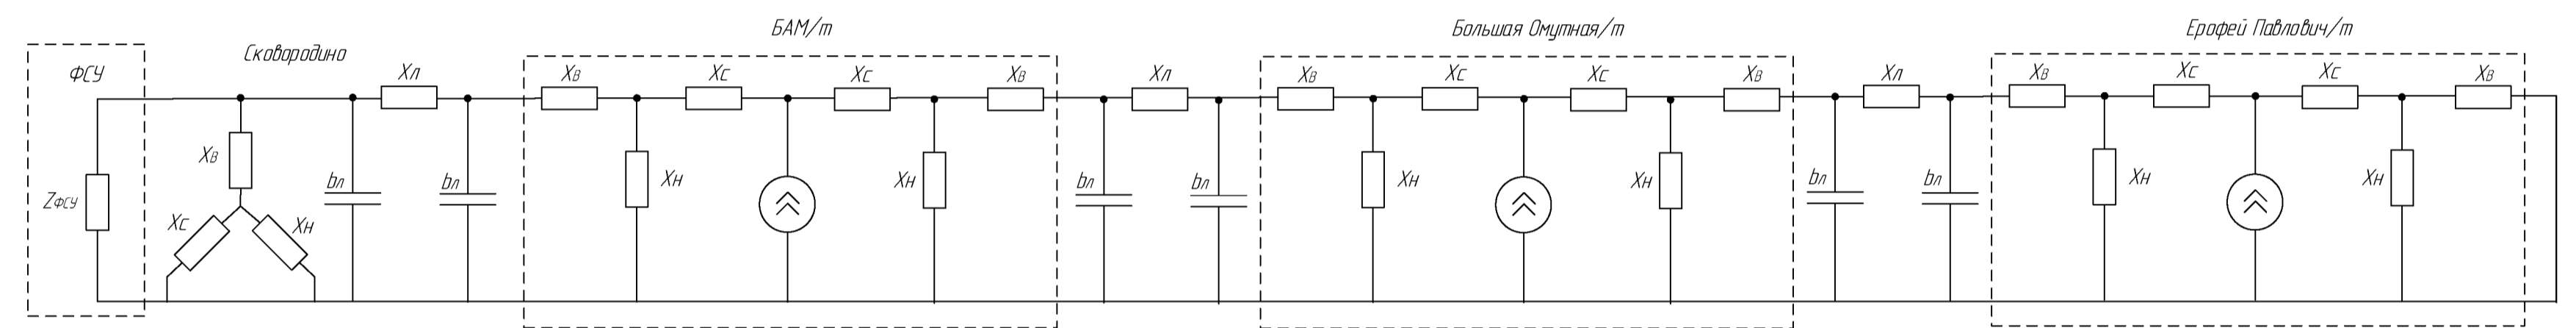 БАМ/т
Большая Омутная/т
Ерофей Павлович/т
ФСУ
Сковородино
Xл
Xв
Xс
Xс
Xв
Xл
Xв
Xс
Xс
Xв
Xл
Xв
Xс
Xс
Xв
Zфсу
Xв
Xс
Xн
bл
bл
Xн
Xн
bл
bл
Xн
Xн
bл
bл
Xн
Xн